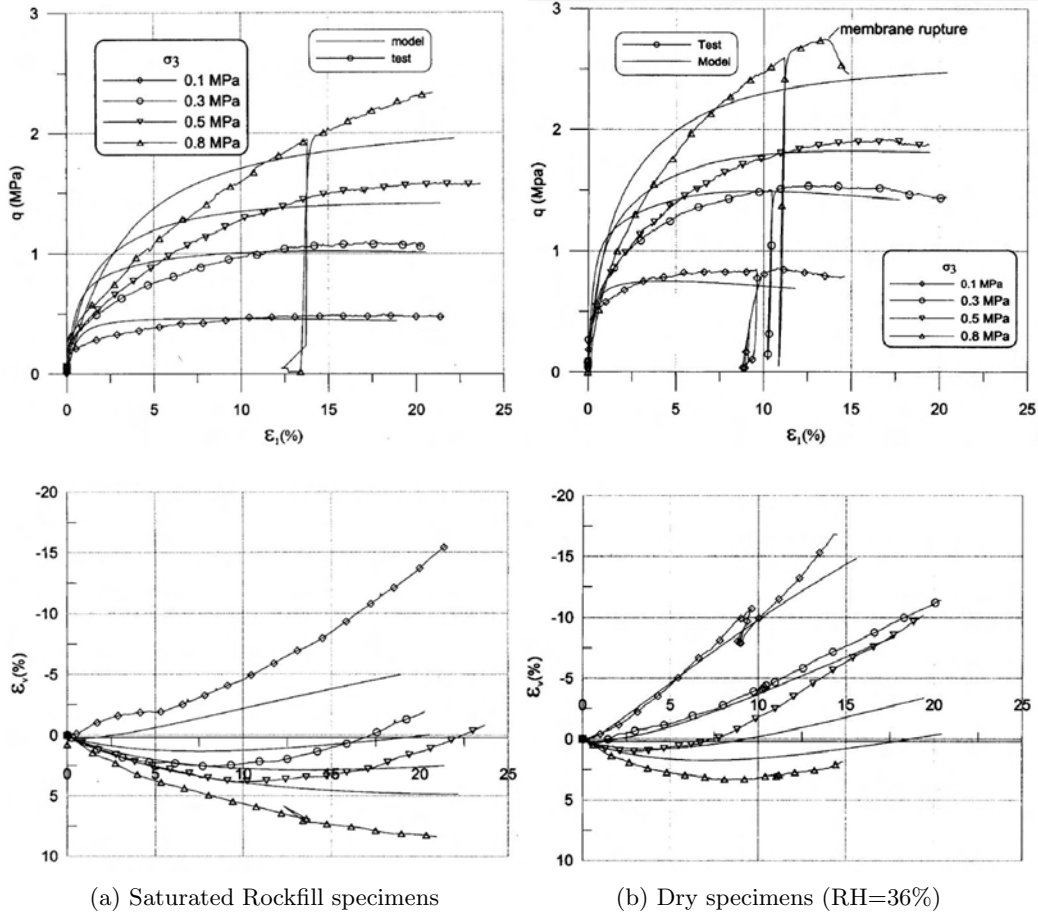 3
2
1
0
q (MPa)
σ3
0.1 MPa
0.3 MPa
0.5 MPa
0.8 MPa
model
test
0 5 10 15 20 25
ε1(%)
3
2
1
0
q (Mpa)
Test
Model
membrane rupture
σ3
0.1 MPa
0.3 MPa
0.5 MPa
0.8 MPa
0 5 10 15 20 25
ε1(%)
-20
-15
-10
-5
0
5
10
εv(%)
0 5 10 15 20 25
-20
-15
-10
-5
0
5
10
εv(%)
0 5 10 15 20 25
(a) Saturated Rockfill specimens
(b) Dry specimens (RH=36%)